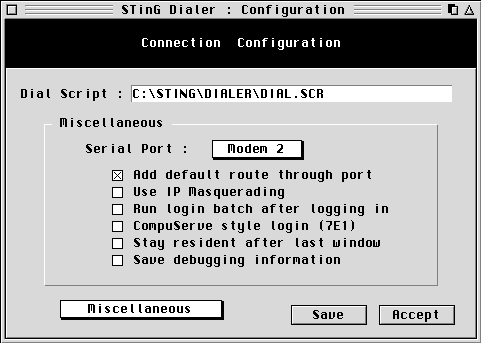 STinG Dialer : Configuration
Connection Configuration
Dial Script : C:\STING\DIALER\DIAL.SCR
Miscellaneous
Serial Port : Modem 2
Add default route through port
Use IP Masquerading
Run login batch after logging in
CompuServe style login (7E1)
Stay resident after last window
Save debugging information
Miscellaneous Save Accept